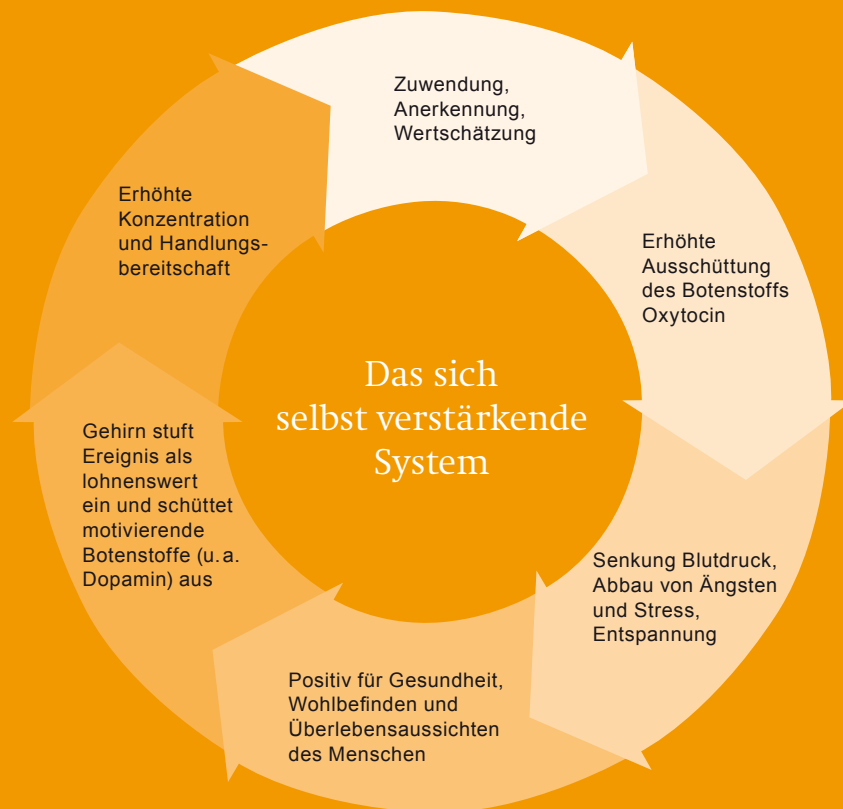 Zuwendung,
Anerkennung,
Wertschätzung
Erhöhte
Ausschüttung
des Botenstoffs
Oxytocin
Senkung Blutdruck,
Abbau von Ängsten
und Stress,
Entspannung
Positiv für Gesundheit,
Wohlbefinden und
Überlebensaussichten
des Menschen
Gehirn stuft
Ereignis als
lohnenswert
ein und schüttet
motivierende
Botenstoffe (u. a.
Dopamin) aus
Erhöhte
Konzentration
und Handlungs-
bereitschaft
Das sich
selbst verstärkende
System